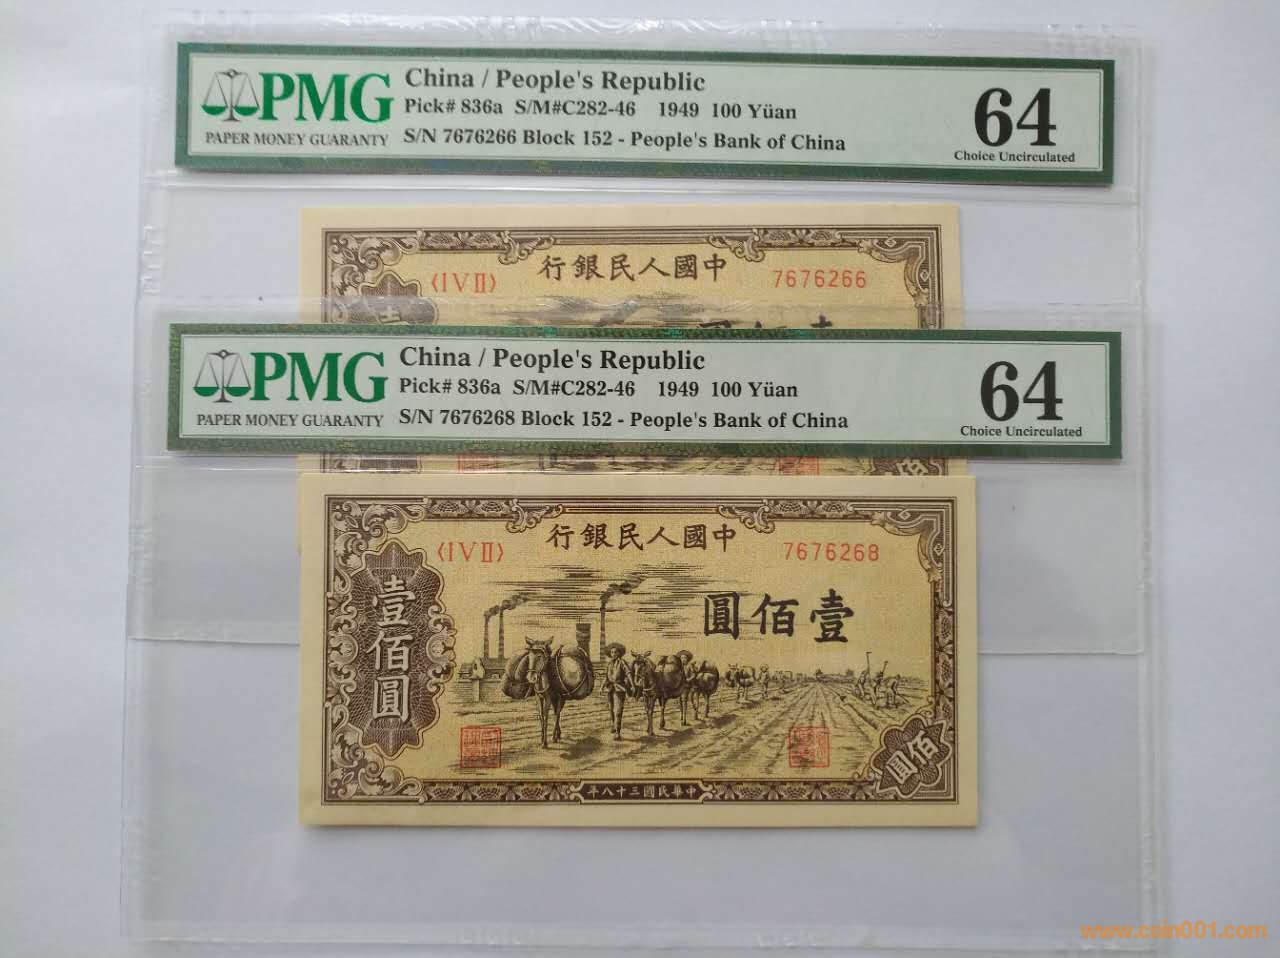 PMG
PAPER MONEY GUARANTY
China / People's Republic
Pick# 836a S/M#C282-46 1949 100 Yüan
S/N 7676266 Block 152 - People's Bank of China
64
Choice Uncirculated
行銀民人國中
〈IVII〉
7676266
PMG
PAPER MONEY GUARANTY
China / People's Republic
Pick# 836a S/M#C282-46 1949 100 Yüan
S/N 7676268 Block 152 - People's Bank of China
64
Choice Uncirculated
行銀民人國中
〈IVII〉
7676268
圓佰壹
壹佰圓
圓佰
年八十三國民華中
www.coin001.com